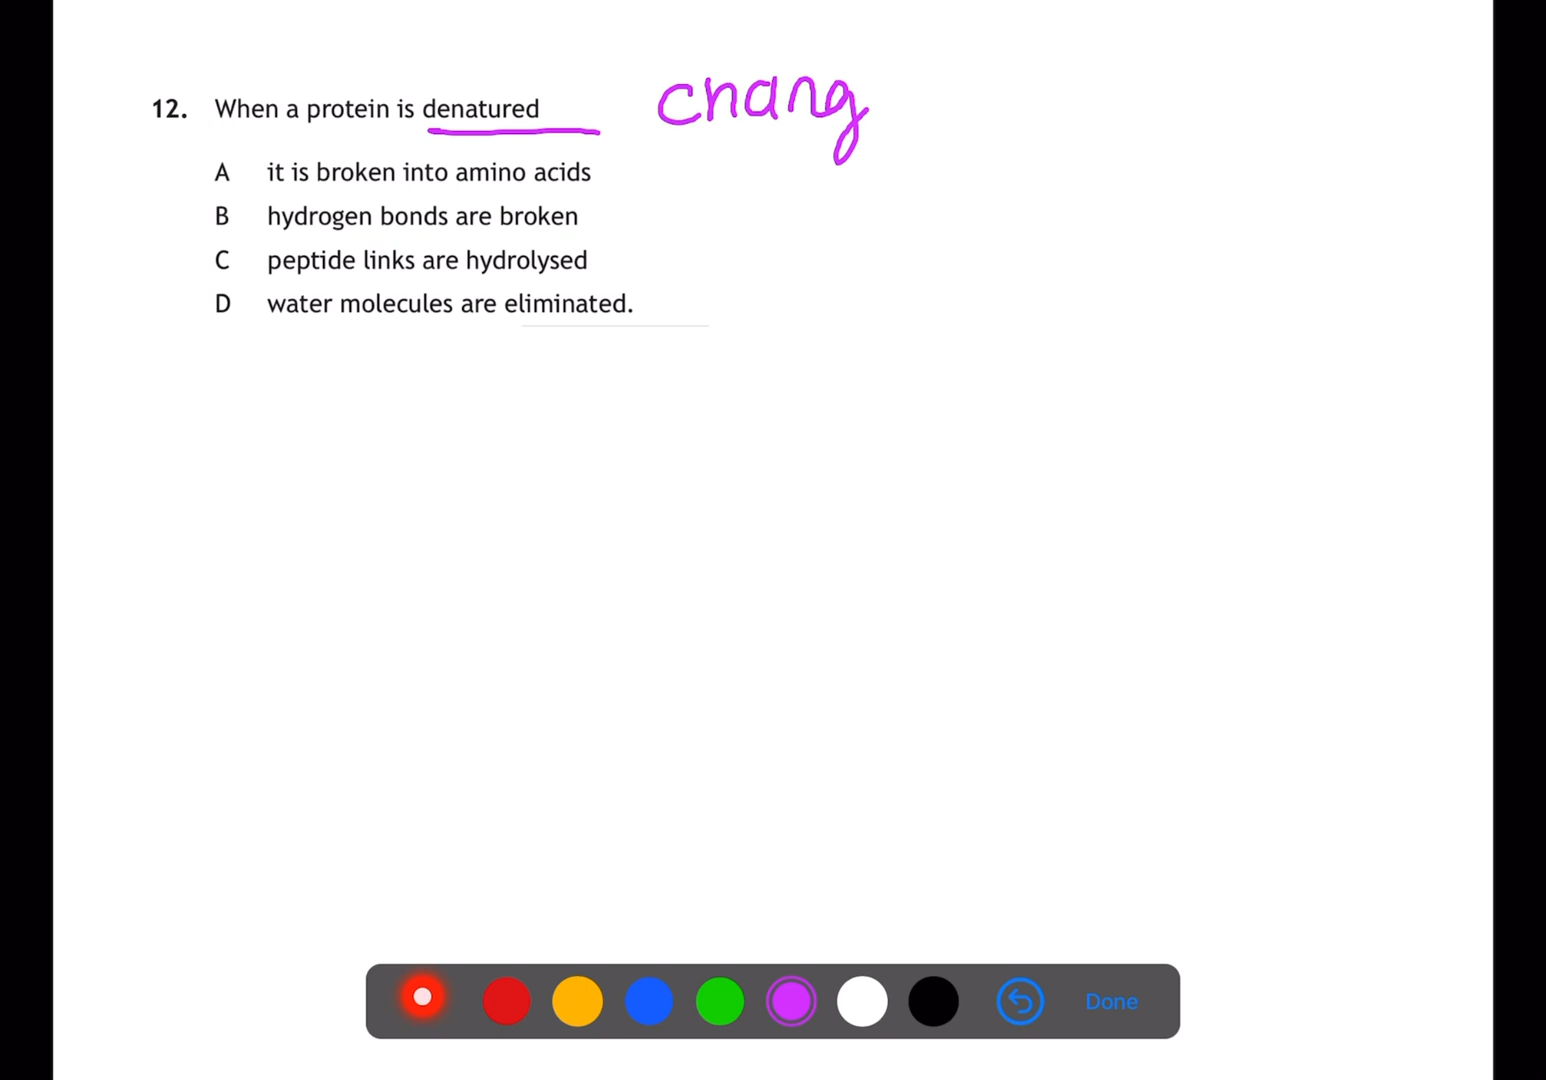 12. When a protein is denatured chang
A it is broken into amino acids
B hydrogen bonds are broken
C peptide links are hydrolysed
D water molecules are eliminated.
Done